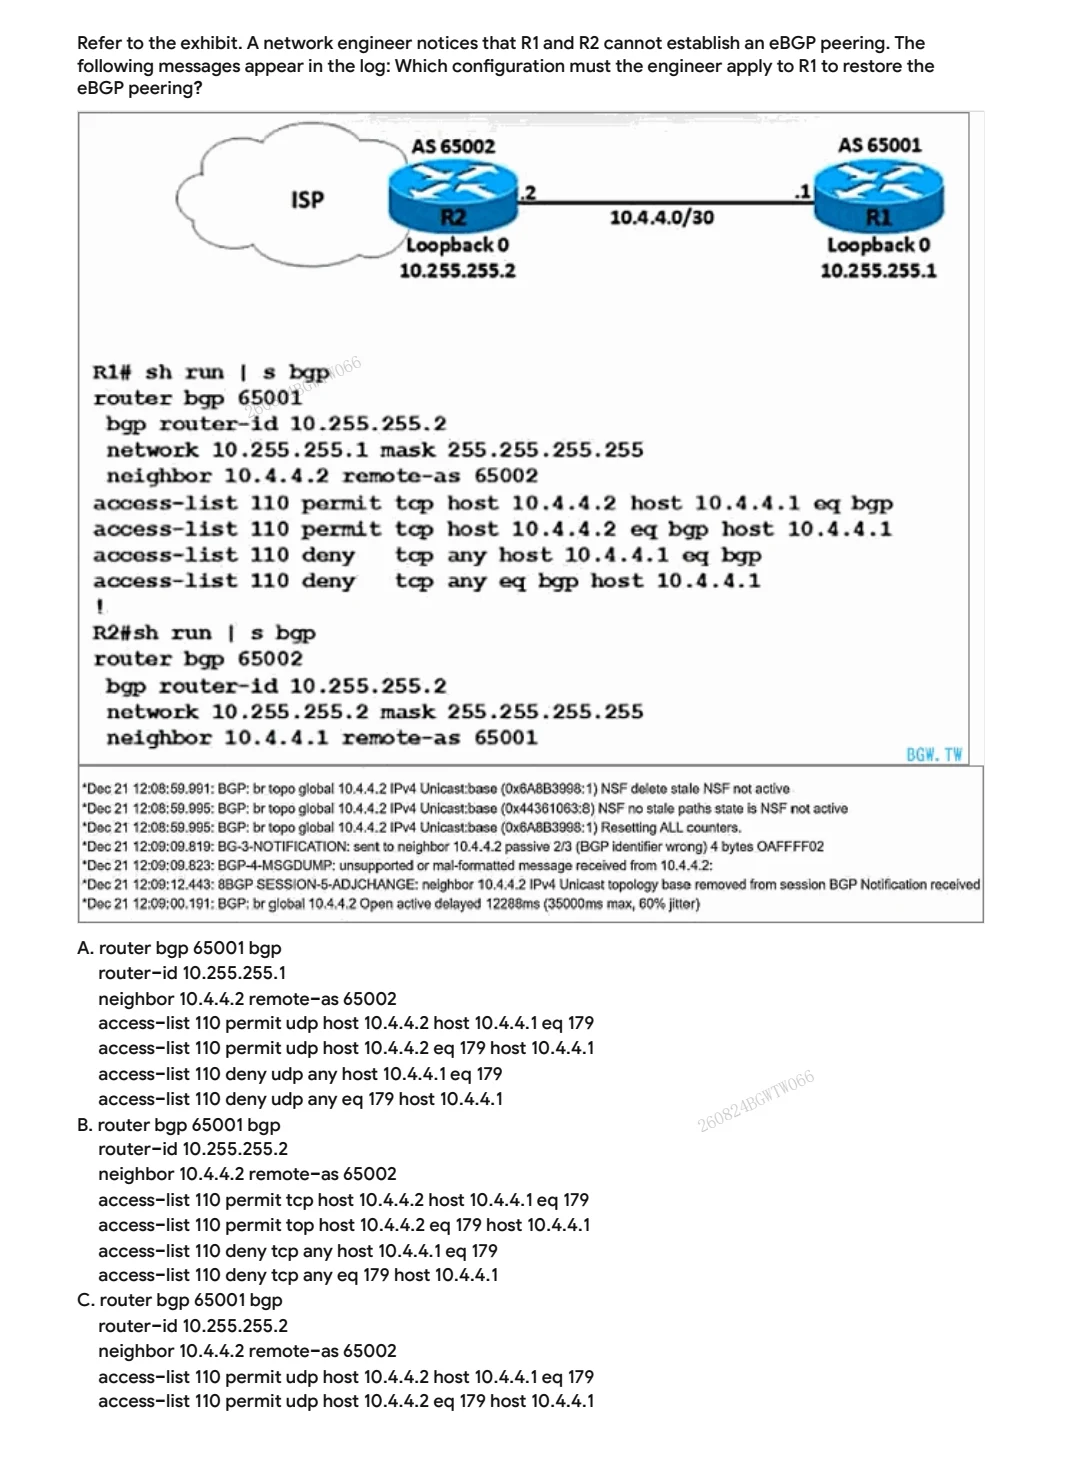 Refer to the exhibit. A network engineer notices that R1 and R2 cannot establish an eBGP peering. The
following messages appear in the log: Which configuration must the engineer apply to R1 to restore the
eBGP peering?
AS 65002
AS 65001
ISP
.2
.1
R2
10.4.4.0/30
R1
Loopback 0
Loopback 0
10.255.255.2
10.255.255.1
R1# sh run | s bgp
router bgp 65001
bgp router-id 10.255.255.2
network 10.255.255.1 mask 255.255.255.255
neighbor 10.4.4.2 remote-as 65002
access-list 110 permit tcp host 10.4.4.2 host 10.4.4.1 eq bgp
access-list 110 permit tcp host 10.4.4.2 eq bgp host 10.4.4.1
access-list 110 deny tcp any host 10.4.4.1 eq bgp
access-list 110 deny tcp any eq bgp host 10.4.4.1
!
R2#sh run | s bgp
router bgp 65002
bgp router-id 10.255.255.2
network 10.255.255.2 mask 255.255.255.255
neighbor 10.4.4.1 remote-as 65001
BGW.TW
*Dec 21 12:08:59.991: BGP: br topo global 10.4.4.2 IPv4 Unicast:base (0x6A8B3998:1) NSF delete stale NSF not active
*Dec 21 12:08:59.995: BGP: br topo global 10.4.4.2 IPv4 Unicast:base (0x44361063:8) NSF no stale paths state is NSF not active
*Dec 21 12:08:59.995: BGP: br topo global 10.4.4.2 IPv4 Unicast:base (0x6A8B3998:1) Resetting ALL counters.
*Dec 21 12:09:09.819: BG-3-NOTIFICATION: sent to neighbor 10.4.4.2 passive 2/3 (BGP identifier wrong) 4 bytes OAFFFF02
*Dec 21 12:09:09.823: BGP-4-MSGDUMP: unsupported or mal-formatted message received from 10.4.4.2:
*Dec 21 12:09:12.443: 8BGP SESSION-5-ADJCHANGE: neighbor 10.4.4.2 IPv4 Unicast topology base removed from session BGP Notification received
*Dec 21 12:09:00.191: BGP: br global 10.4.4.2 Open active delayed 12288ms (35000ms max, 60% jitter)
A. router bgp 65001 bgp
router-id 10.255.255.1
neighbor 10.4.4.2 remote-as 65002
access-list 110 permit udp host 10.4.4.2 host 10.4.4.1 eq 179
access-list 110 permit udp host 10.4.4.2 eq 179 host 10.4.4.1
access-list 110 deny udp any host 10.4.4.1 eq 179
access-list 110 deny udp any eq 179 host 10.4.4.1
260824BGWTW066
B. router bgp 65001 bgp
router-id 10.255.255.2
neighbor 10.4.4.2 remote-as 65002
access-list 110 permit tcp host 10.4.4.2 host 10.4.4.1 eq 179
access-list 110 permit top host 10.4.4.2 eq 179 host 10.4.4.1
access-list 110 deny tcp any host 10.4.4.1 eq 179
access-list 110 deny tcp any eq 179 host 10.4.4.1
C. router bgp 65001 bgp
router-id 10.255.255.2
neighbor 10.4.4.2 remote-as 65002
access-list 110 permit udp host 10.4.4.2 host 10.4.4.1 eq 179
access-list 110 permit udp host 10.4.4.2 eq 179 host 10.4.4.1